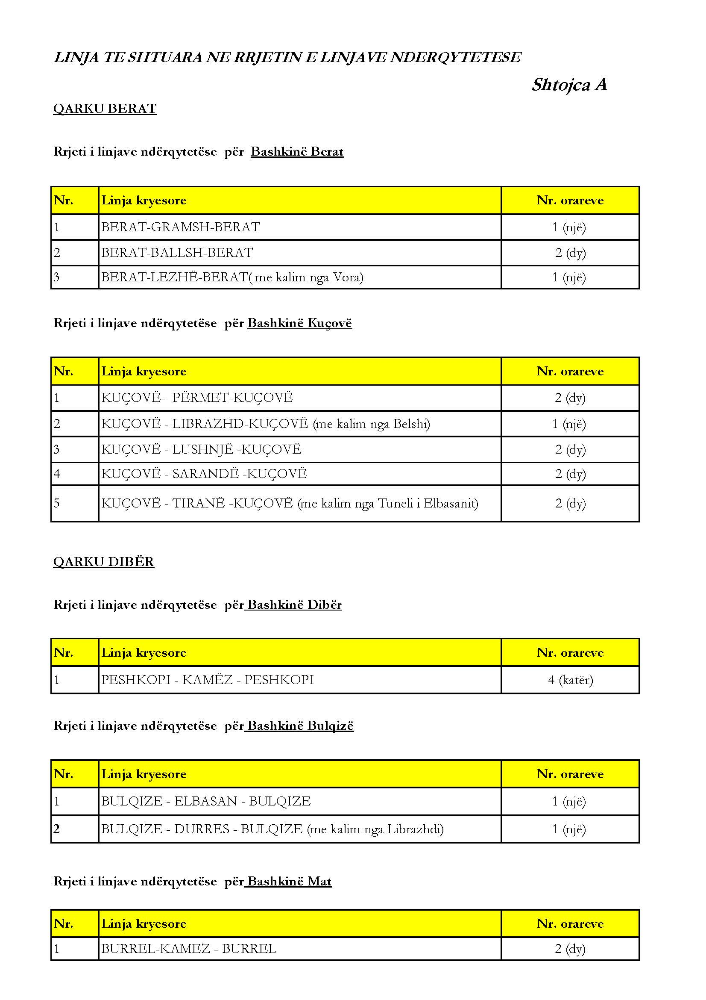 LINJA TE SHTUARA NE RRJETIN E LINJAVE NDERQYTETESE
Shtojca A
QARKU BERAT
Rrjeti i linjave ndërqytetëse për Bashkinë Berat
Nr. Linja kryesore Nr. orareve
1 BERAT-GRAMSH-BERAT 1 (një)
2 BERAT-BALLSH-BERAT 2 (dy)
3 BERAT-LEZHË-BERAT( me kalim nga Vora) 1 (një)
Rrjeti i linjave ndërqytetëse për Bashkinë Kuçovë
Nr. Linja kryesore Nr. orareve
1 KUÇOVË- PËRMET-KUÇOVË 2 (dy)
2 KUÇOVË - LIBRAZHD-KUÇOVË (me kalim nga Belshi) 1 (një)
3 KUÇOVË - LUSHNJË -KUÇOVË 2 (dy)
4 KUÇOVË - SARANDË -KUÇOVË 2 (dy)
5 KUÇOVË - TIRANË -KUÇOVË (me kalim nga Tuneli i Elbasanit) 2 (dy)
QARKU DIBËR
Rrjeti i linjave ndërqytetëse për Bashkinë Dibër
Nr. Linja kryesore Nr. orareve
1 PESHKOPI - KAMËZ - PESHKOPI 4 (katër)
Rrjeti i linjave ndërqytetëse për Bashkinë Bulqizë
Nr. Linja kryesore Nr. orareve
1 BULQIZE - ELBASAN - BULQIZE 1 (një)
2 BULQIZE - DURRES - BULQIZE (me kalim nga Librazhdi) 1 (një)
Rrjeti i linjave ndërqytetëse për Bashkinë Mat
Nr. Linja kryesore Nr. orareve
1 BURREL-KAMEZ - BURREL 2 (dy)